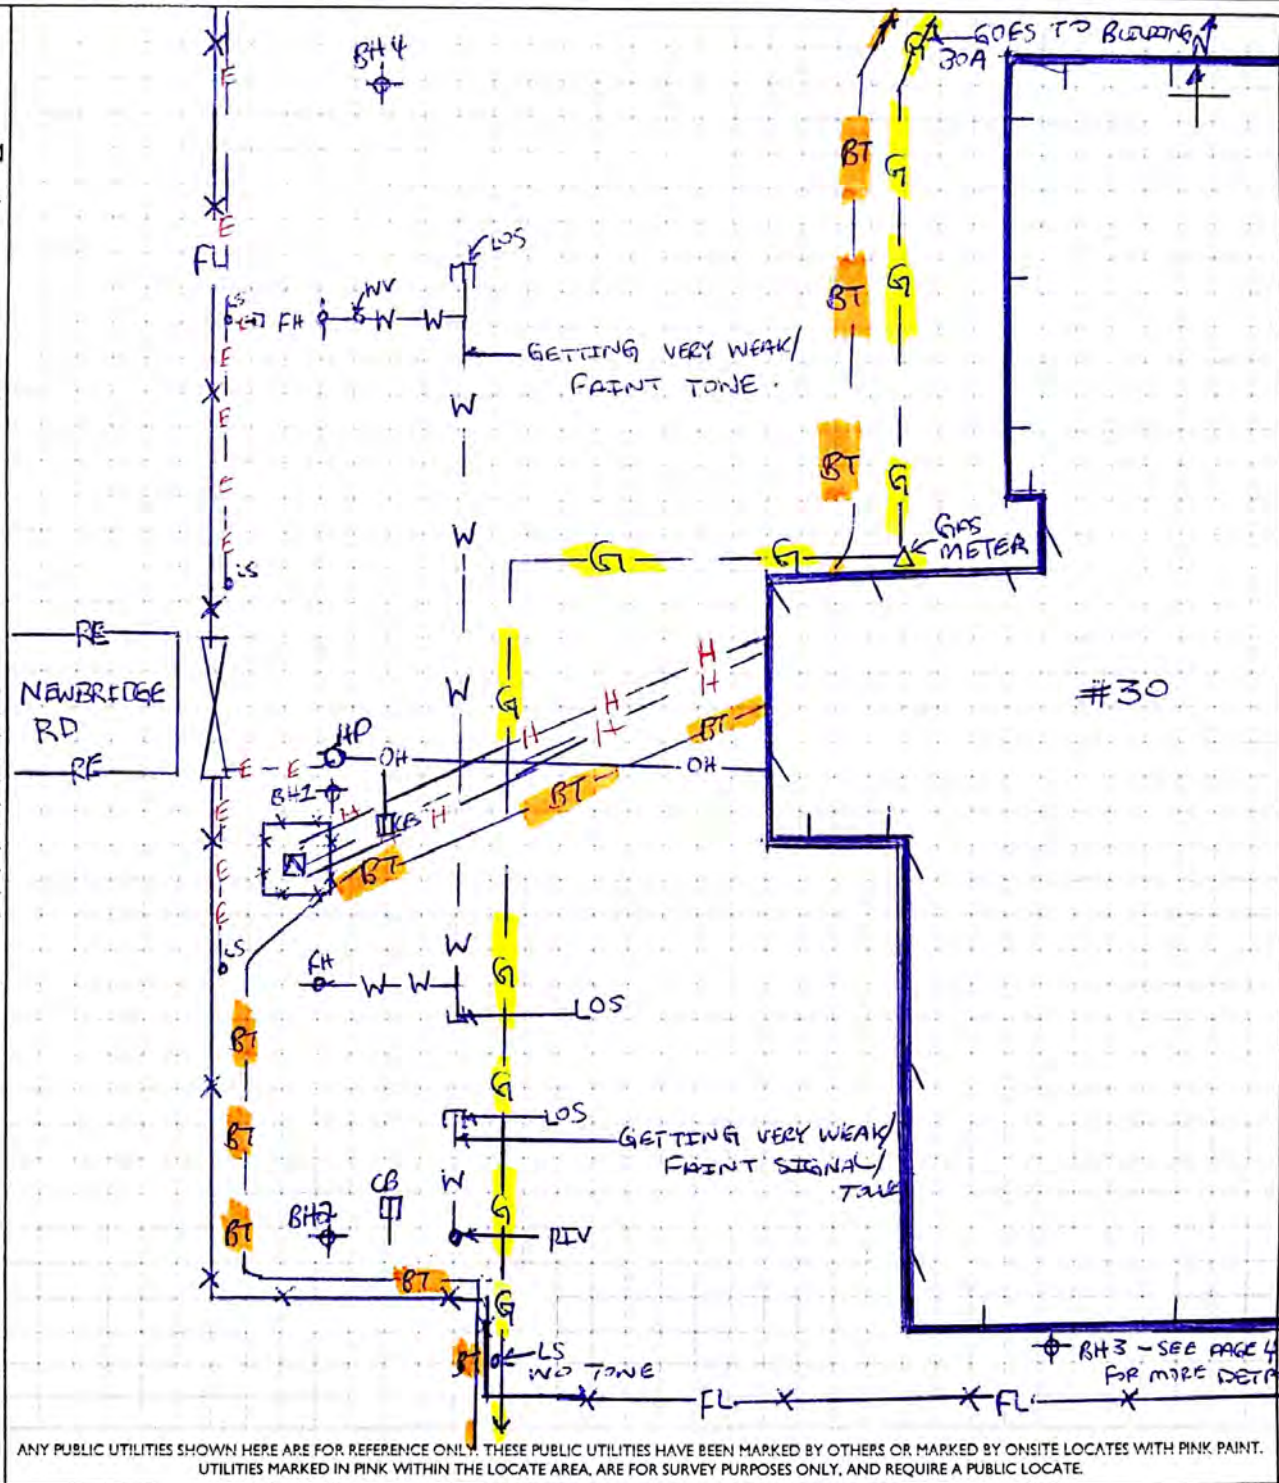 GOES TO BUILDING
30A
N
BH4
E
BT
G
E
FL
LOS
WV
LS
FH
W
W
BT
G
E
GETTING VERY WEAK/
FAINT TONE
E
W
BT
G
E
W
E
LS
GAS
METER
G
G
RE
NEWBRIDGE
RD
RE
W
G
H
H
H
H
H
H
BT
#30
HP
OH
OH
E
E
BH1
BT
E
H
CB
H
BT
E
E
LS
W
G
FH
W
W
LOS
BT
G
LOS
BT
GETTING VERY WEAK/
FAINT SIGNAL/
TONE
W
CB
BH2
G
BT
PIV
BT
G
BT
LS
NO TONE
BH3 - SEE PAGE 4
FOR MORE
FL
FL
ANY PUBLIC UTILITIES SHOWN HERE ARE FOR REFERENCE ONLY. THESE PUBLIC UTILITIES HAVE BEEN MARKED BY OTHERS OR MARKED BY ONSITE LOCATES WITH PINK PAINT.
UTILITIES MARKED IN PINK WITHIN THE LOCATE AREA, ARE FOR SURVEY PURPOSES ONLY, AND REQUIRE A PUBLIC LOCATE.